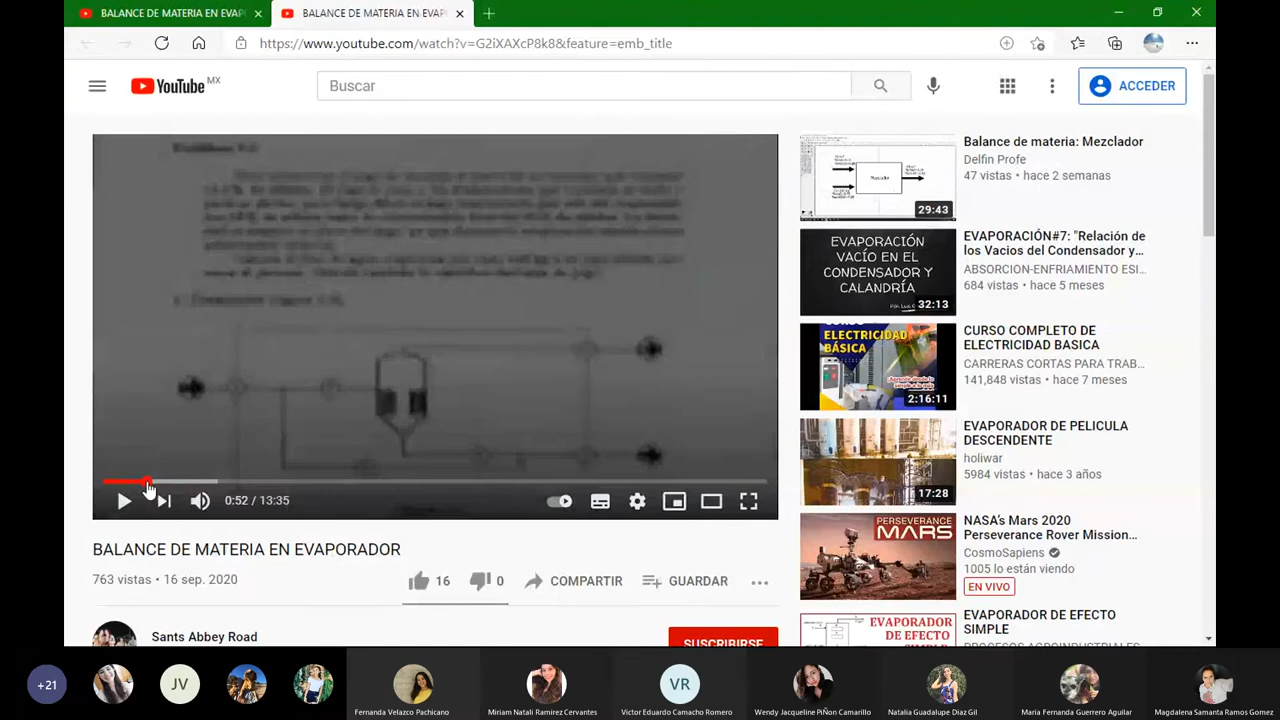 BALANCE DE MATERIA EN EVAP
BALANCE DE MATERIA EN EVAP
https://www.youtube.com/watch?v=G2iXAXcP8k8&feature=emb_title
YouTube MX
Buscar
ACCEDER
0:52 / 13:35
BALANCE DE MATERIA EN EVAPORADOR
763 vistas • 16 sep. 2020
16
0
COMPARTIR
GUARDAR
Sants Abbey Road
SUSCRIBIRSE
Mezclador
29:43
Balance de materia: Mezclador
Delfin Profe
47 vistas • hace 2 semanas
EVAPORACIÓN
VACÍO EN EL
CONDENSADOR Y
CALANDRÍA
32:13
EVAPORACIÓN#7: "Relación de
los Vacios del Condensador y...
ABSORCION-ENFRIAMIENTO ESI...
684 vistas • hace 5 meses
ELECTRICIDAD
BÁSICA
2:16:11
CURSO COMPLETO DE
ELECTRICIDAD BASICA
CARRERAS CORTAS PARA TRAB...
141,848 vistas • hace 7 meses
17:28
EVAPORADOR DE PELICULA
DESCENDENTE
holiwar
5984 vistas • hace 3 años
PERSEVERANCE
MARS
NASA's Mars 2020
Perseverance Rover Mission...
CosmoSapiens
1005 lo están viendo
EN VIVO
EVAPORADOR
DE EFECTO
EVAPORADOR DE EFECTO
SIMPLE
+21
JV
VR
Fernanda Velazco Pachicano
Miriam Natali Ramirez Cervantes
Victor Eduardo Camacho Romero
Wendy Jacqueline PiÑon Camarillo
Natalia Guadalupe Diaz Gil
Maria Fernanda Guerrero Aguilar
Magdalena Samanta Ramos Gomez